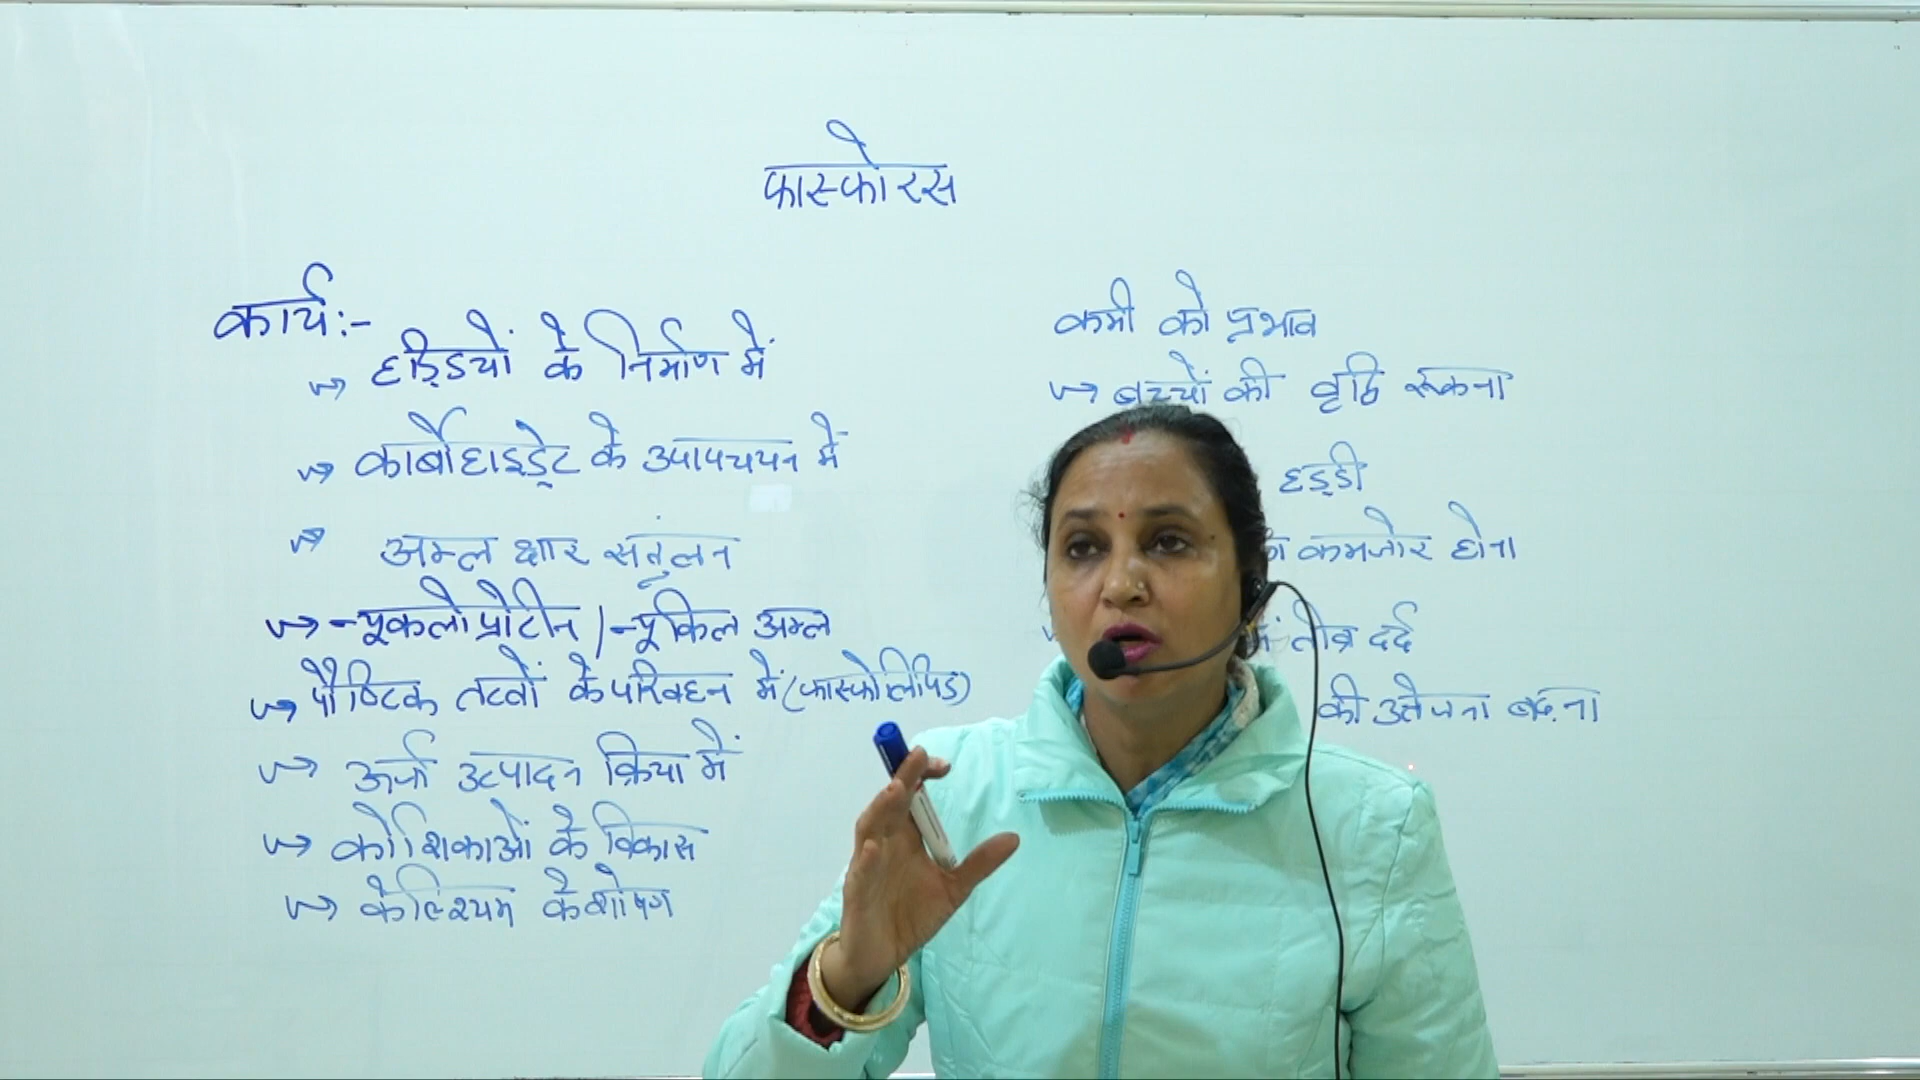 फास्फोरस
कार्य:-
↝ हड्डियों के निर्माण में
↝ कार्बोहाइड्रेट के उपापचयन में
↝ अम्ल क्षार संतुलन
↝ न्यूकलो प्रोटीन / न्यूकिल अम्ल
↝ पौष्टिक तत्वों के परिवहन में (फास्फोलिपिड)
↝ ऊर्जा उत्पादन क्रिया में
↝ कोशिकाओं के विकास
↝ केल्श्यिम के शोषण
कमी को प्रभाव
↝ बच्चों की वृद्धि रूकना
हड्डी
कमजोर होना
तीव्र दर्द
की उतेजना बढ़ना